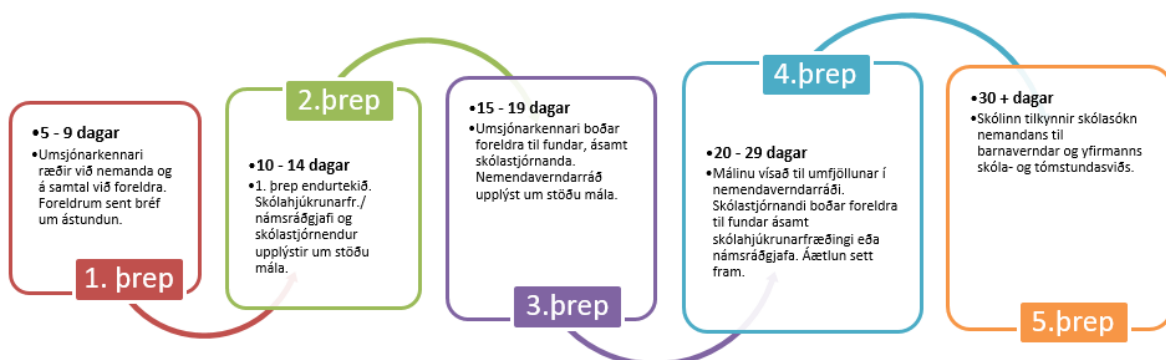 •5 - 9 dagar
•Umsjónarkennari
ræðir við nemanda og
á samtal við foreldra.
Foreldrum sent bréf
um ástundun.
1. þrep
2.þrep
•10 - 14 dagar
•1. þrep endurtekið.
Skólahjúkrunarfr./
námsráðgjafi og
skólastjórnendur
upplýstir um stöðu
mála.
•15 - 19 dagar
•Umsjónarkennari boðar
foreldra til fundar, ásamt
skólastjórnanda.
Nemendaverndarráð
upplýst um stöðu mála.
3.þrep
4.þrep
•20 - 29 dagar
•Málinu vísað til umfjöllunar í
nemendaverndarráði.
Skólastjórnandi boðar foreldra
til fundar ásamt
skólahjúkrunarfræðingi eða
námsráðgjafa. Áætlun sett
fram.
•30 + dagar
•Skólinn tilkynnir skólasókn
nemandans til
barnaverndar og yfirmanns
skóla- og tómstundasviðs.
5.þrep